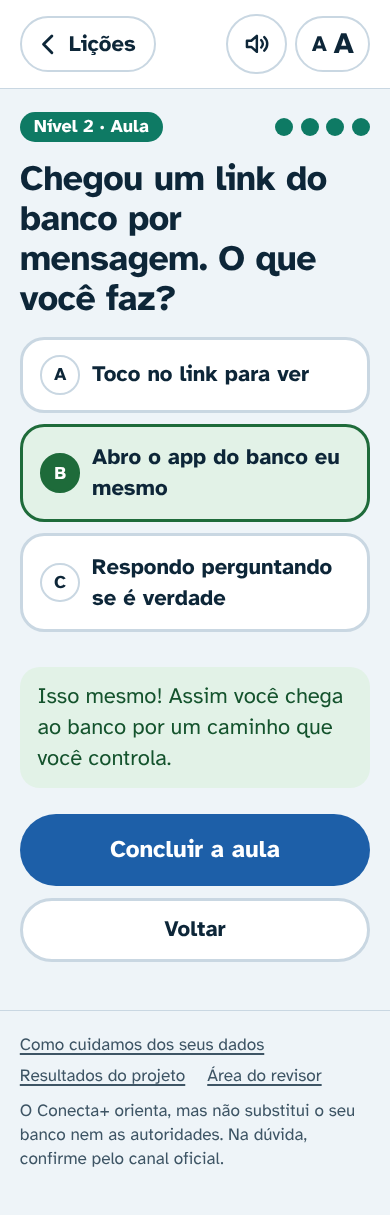 Lições
A A
Nível 2 · Aula
Chegou um link do
banco por
mensagem. O que
você faz?
A
Toco no link para ver
B
Abro o app do banco eu
mesmo
C
Respondo perguntando
se é verdade
Isso mesmo! Assim você chega
ao banco por um caminho que
você controla.
Concluir a aula
Voltar
Como cuidamos dos seus dados
Resultados do projeto Área do revisor
O Conecta+ orienta, mas não substitui o seu
banco nem as autoridades. Na dúvida,
confirme pelo canal oficial.